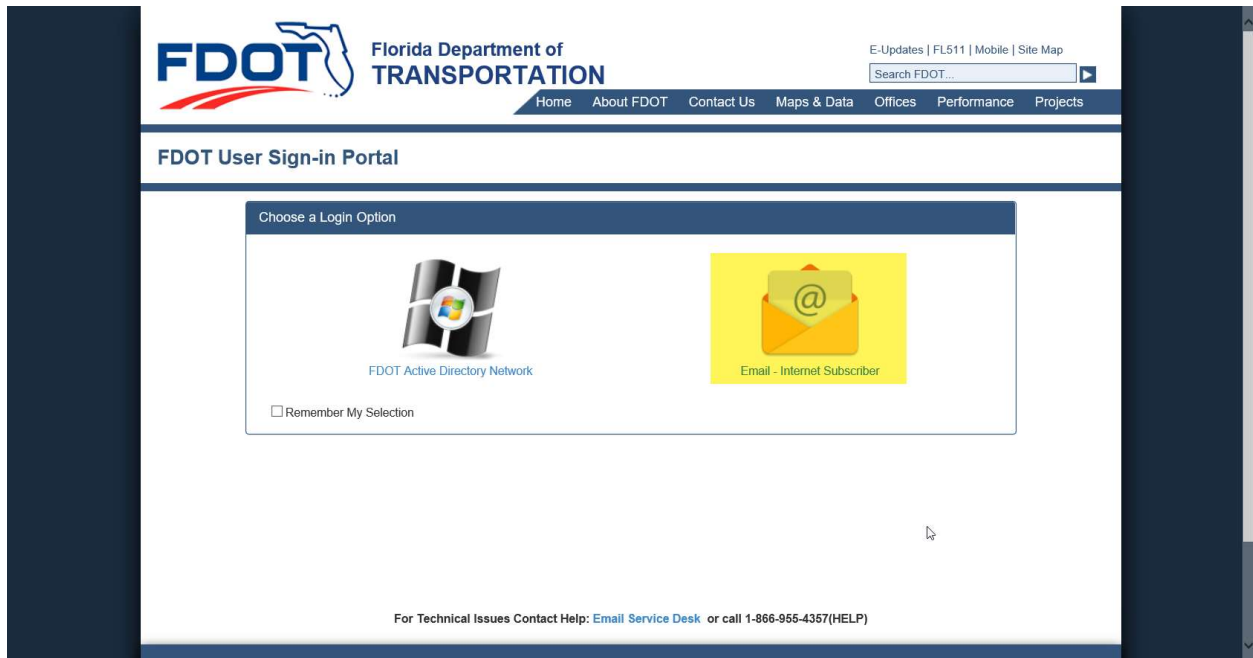 FDOT
Florida Department of
TRANSPORTATION
E-Updates | FL511 | Mobile | Site Map
Search FDOT...
Home About FDOT Contact Us Maps & Data Offices Performance Projects
FDOT User Sign-in Portal
Choose a Login Option
@
FDOT Active Directory Network
Email - Internet Subscriber
Remember My Selection
For Technical Issues Contact Help: Email Service Desk or call 1-866-955-4357(HELP)